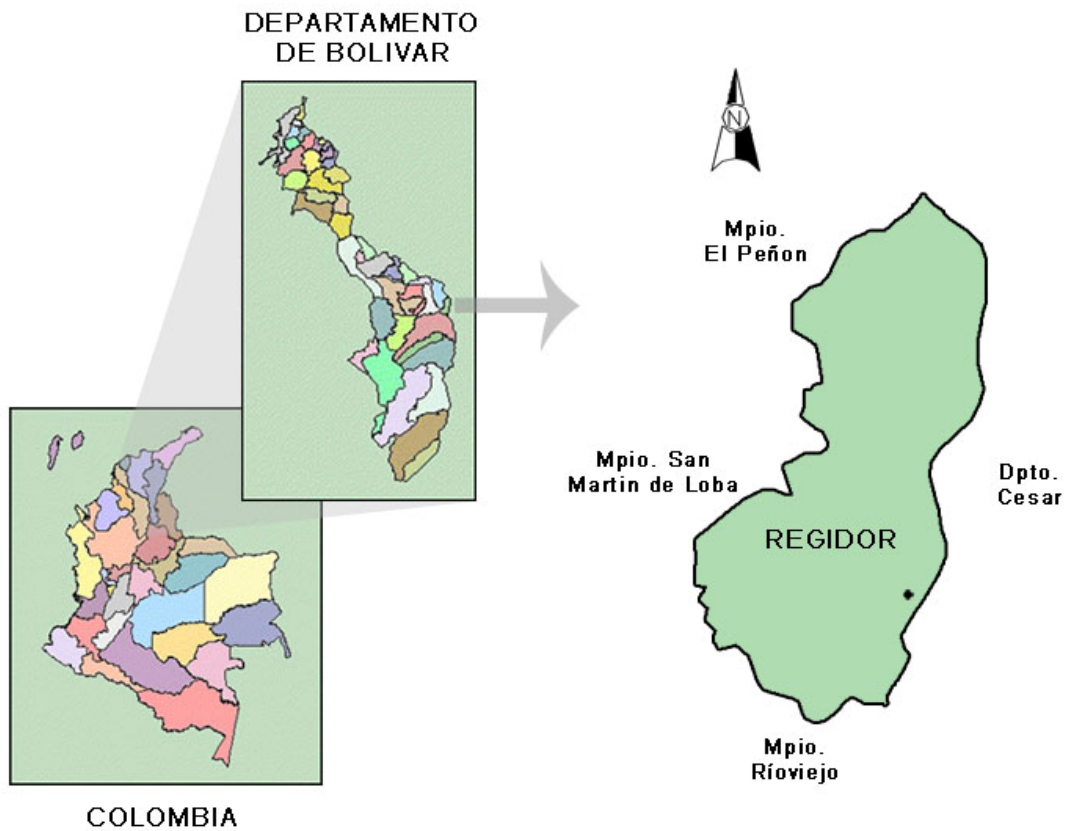 DEPARTAMENTO
DE BOLIVAR
N
Mpio.
El Peñon
Mpio. San
Martin de Loba
Dpto.
Cesar
REGIDOR
Mpio.
Ríoviejo
COLOMBIA